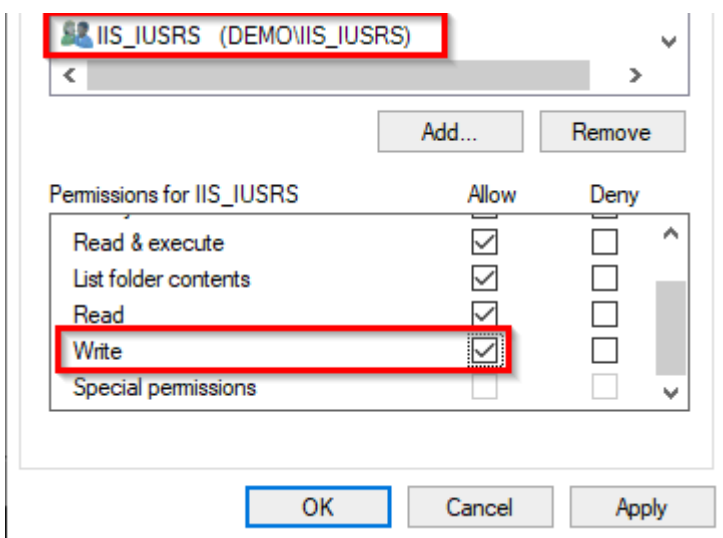 IIS_IUSRS (DEMO\IIS_IUSRS)
Add... Remove
Permissions for IIS_IUSRS Allow Deny
Read & execute
List folder contents
Read
Write
Special permissions
OK Cancel Apply